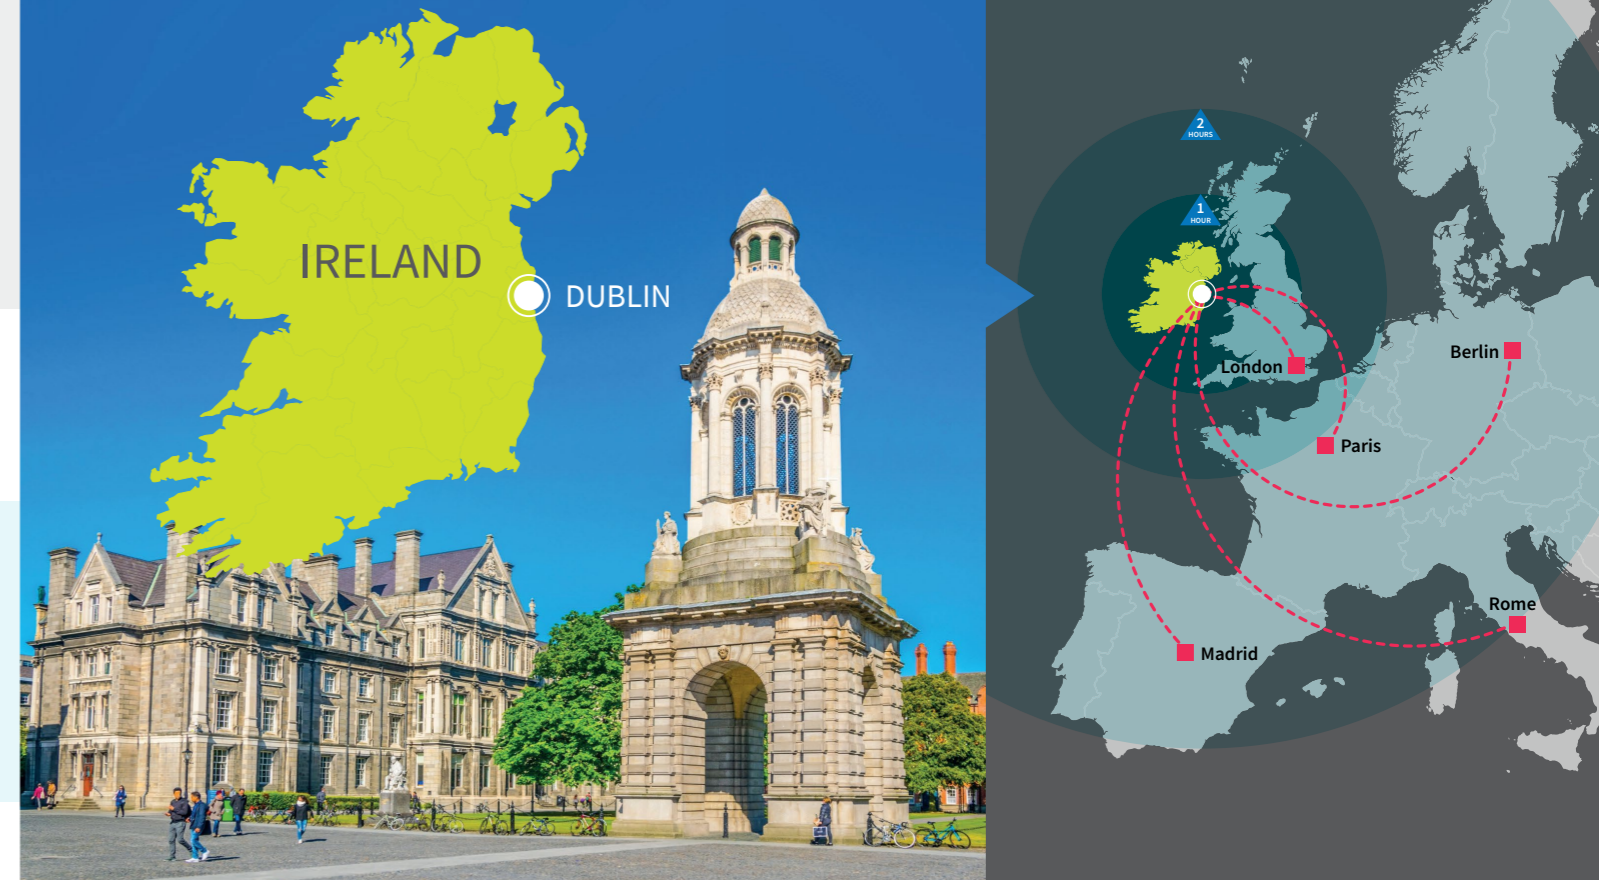 IRELAND
DUBLIN
2
HOURS
1
HOUR
London
Berlin
Paris
Rome
Madrid